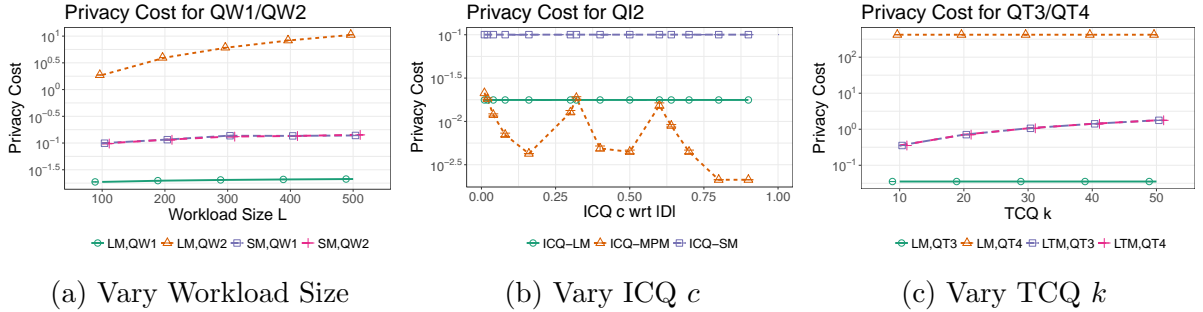 Privacy Cost for QW1/QW2
Privacy Cost
10^1
10^0.5
10^0
10^−0.5
10^−1
10^−1.5
100 200 300 400 500
Workload Size L
LM,QW1 LM,QW2 SM,QW1 SM,QW2
(a) Vary Workload Size
Privacy Cost for QI2
Privacy Cost
10^−1
10^−1.5
10^−2
10^−2.5
0.00 0.25 0.50 0.75 1.00
ICQ c wrt |D|
ICQ−LM ICQ−MPM ICQ−SM
(b) Vary ICQ c
Privacy Cost for QT3/QT4
Privacy Cost
10^2
10^1
10^0
10^−1
10 20 30 40 50
TCQ k
LM,QT3 LM,QT4 LTM,QT3 LTM,QT4
(c) Vary TCQ k